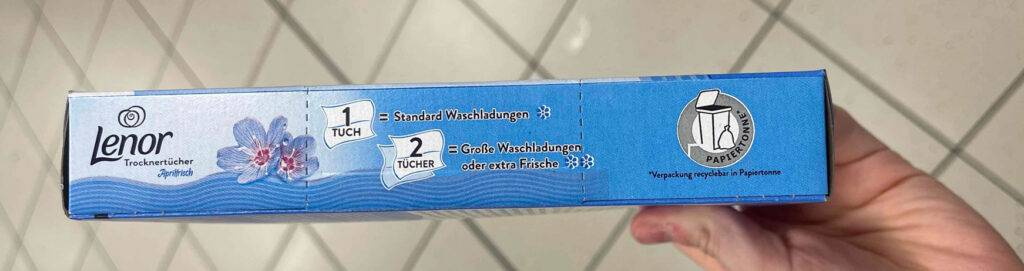 Lenor
Trocknertücher
Aprilfrisch
1
TUCH
= Standard Waschladungen
2
TÜCHER
= Große Waschladungen
oder extra Frische
PAPIERTONNE*
*Verpackung recyclebar in Papiertonne